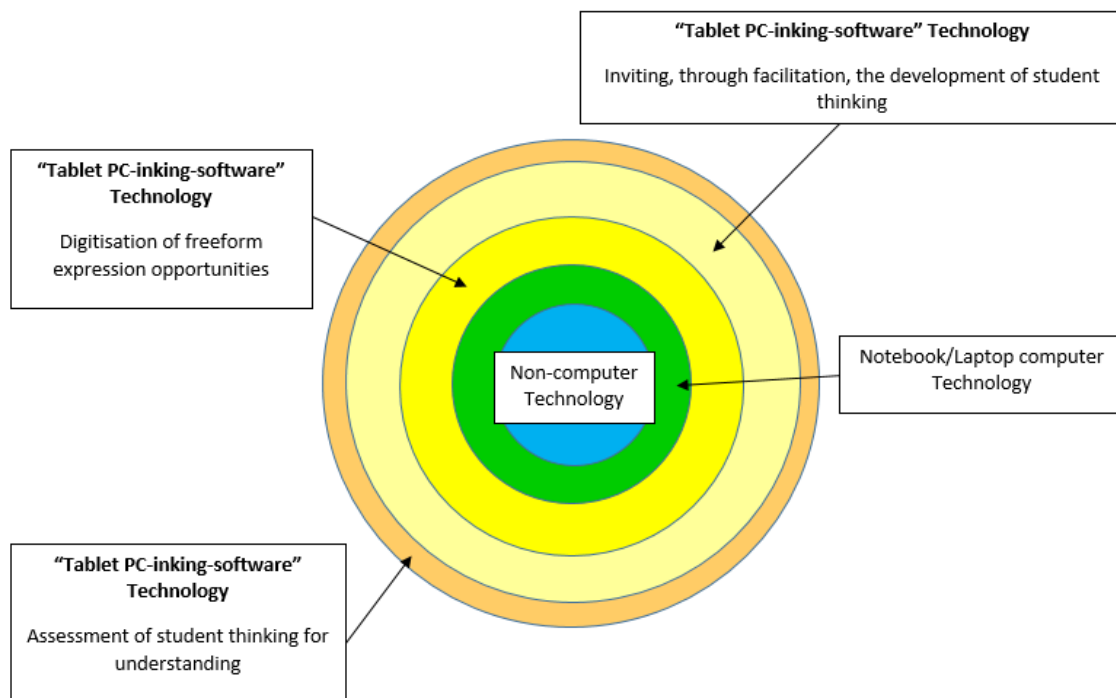 “Tablet PC-inking-software” Technology
Inviting, through facilitation, the development of student
thinking
“Tablet PC-inking-software”
Technology
Digitisation of freeform
expression opportunities
Non-computer
Technology
Notebook/Laptop computer
Technology
“Tablet PC-inking-software”
Technology
Assessment of student thinking for
understanding